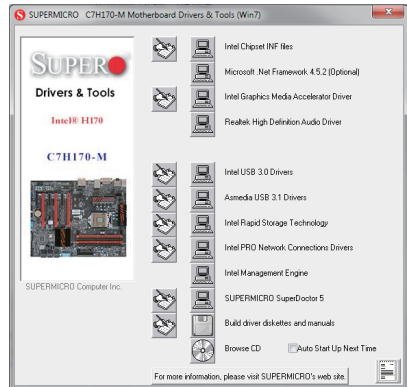 SUPERMICRO C7H170-M Motherboard Drivers & Tools (Win7)
SUPER
Drivers & Tools
Intel® H170
C7H170-M
SUPERMICRO Computer Inc.
Intel Chipset INF files
Microsoft .Net Framework 4.5.2 (Optional)
Intel Graphics Media Accelerator Driver
Realtek High Definition Audio Driver
Intel USB 3.0 Drivers
Asmedia USB 3.1 Drivers
Intel Rapid Storage Technology
Intel PRO Network Connections Drivers
Intel Management Engine
SUPERMICRO SuperDoctor 5
Build driver diskettes and manuals
Browse CD
Auto Start Up Next Time
For more information, please visit SUPERMICRO's web site.